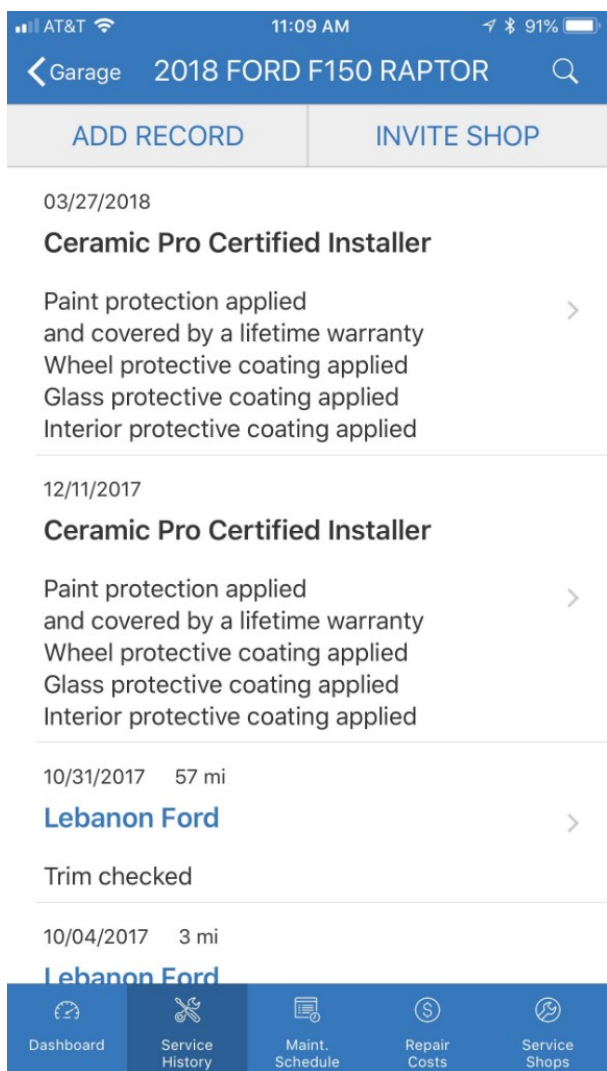 AT&T 11:09 AM 91%
Garage 2018 FORD F150 RAPTOR
ADD RECORD INVITE SHOP
03/27/2018
Ceramic Pro Certified Installer
Paint protection applied
and covered by a lifetime warranty
Wheel protective coating applied
Glass protective coating applied
Interior protective coating applied
12/11/2017
Ceramic Pro Certified Installer
Paint protection applied
and covered by a lifetime warranty
Wheel protective coating applied
Glass protective coating applied
Interior protective coating applied
10/31/2017 57 mi
Lebanon Ford
Trim checked
10/04/2017 3 mi
Lebanon Ford
Dashboard Service Maint. Repair Service
History Schedule Costs Shops